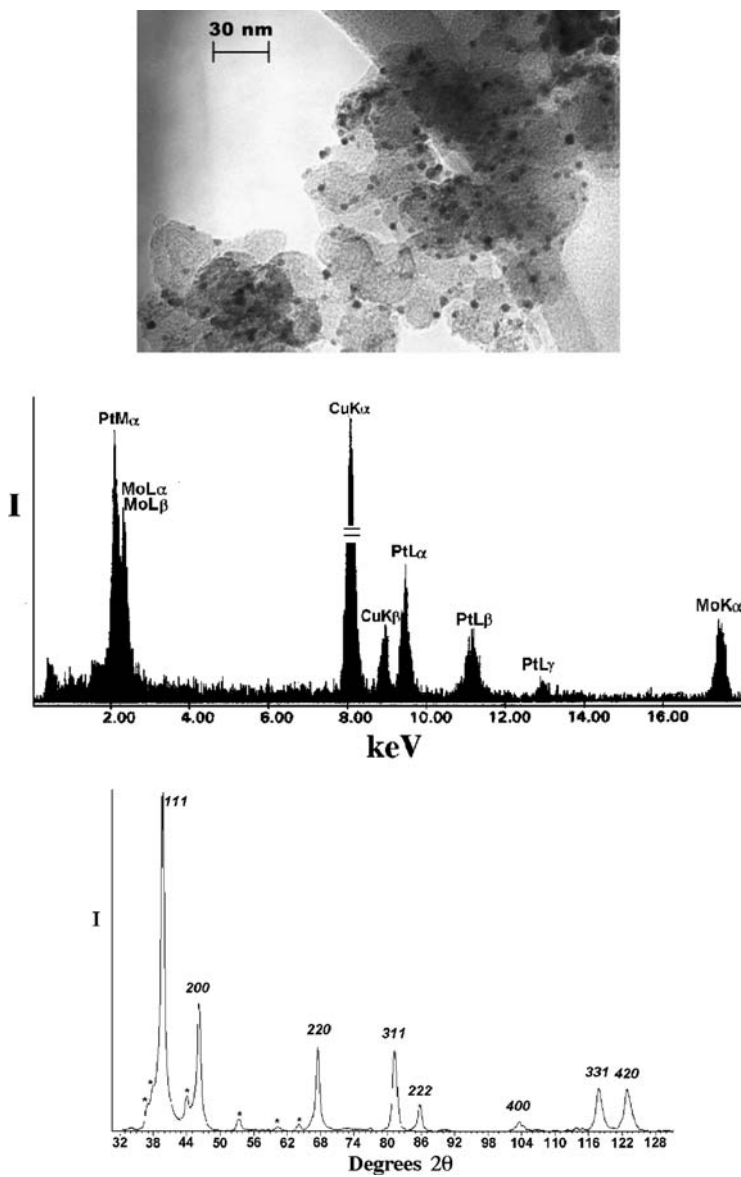 30 nm
PtMα
CuKα
MoLα
MoLβ
I
PtLα
CuKβ
PtLβ
MoKα
PtLγ
2.00 4.00 6.00 8.00 10.00 12.00 14.00 16.00
keV
111
I
200
220
311
331
420
222
400
* * * * * *
32 38 44 50 56 62 68 74 80 86 92 98 104 110 116 122 128
Degrees 2θ